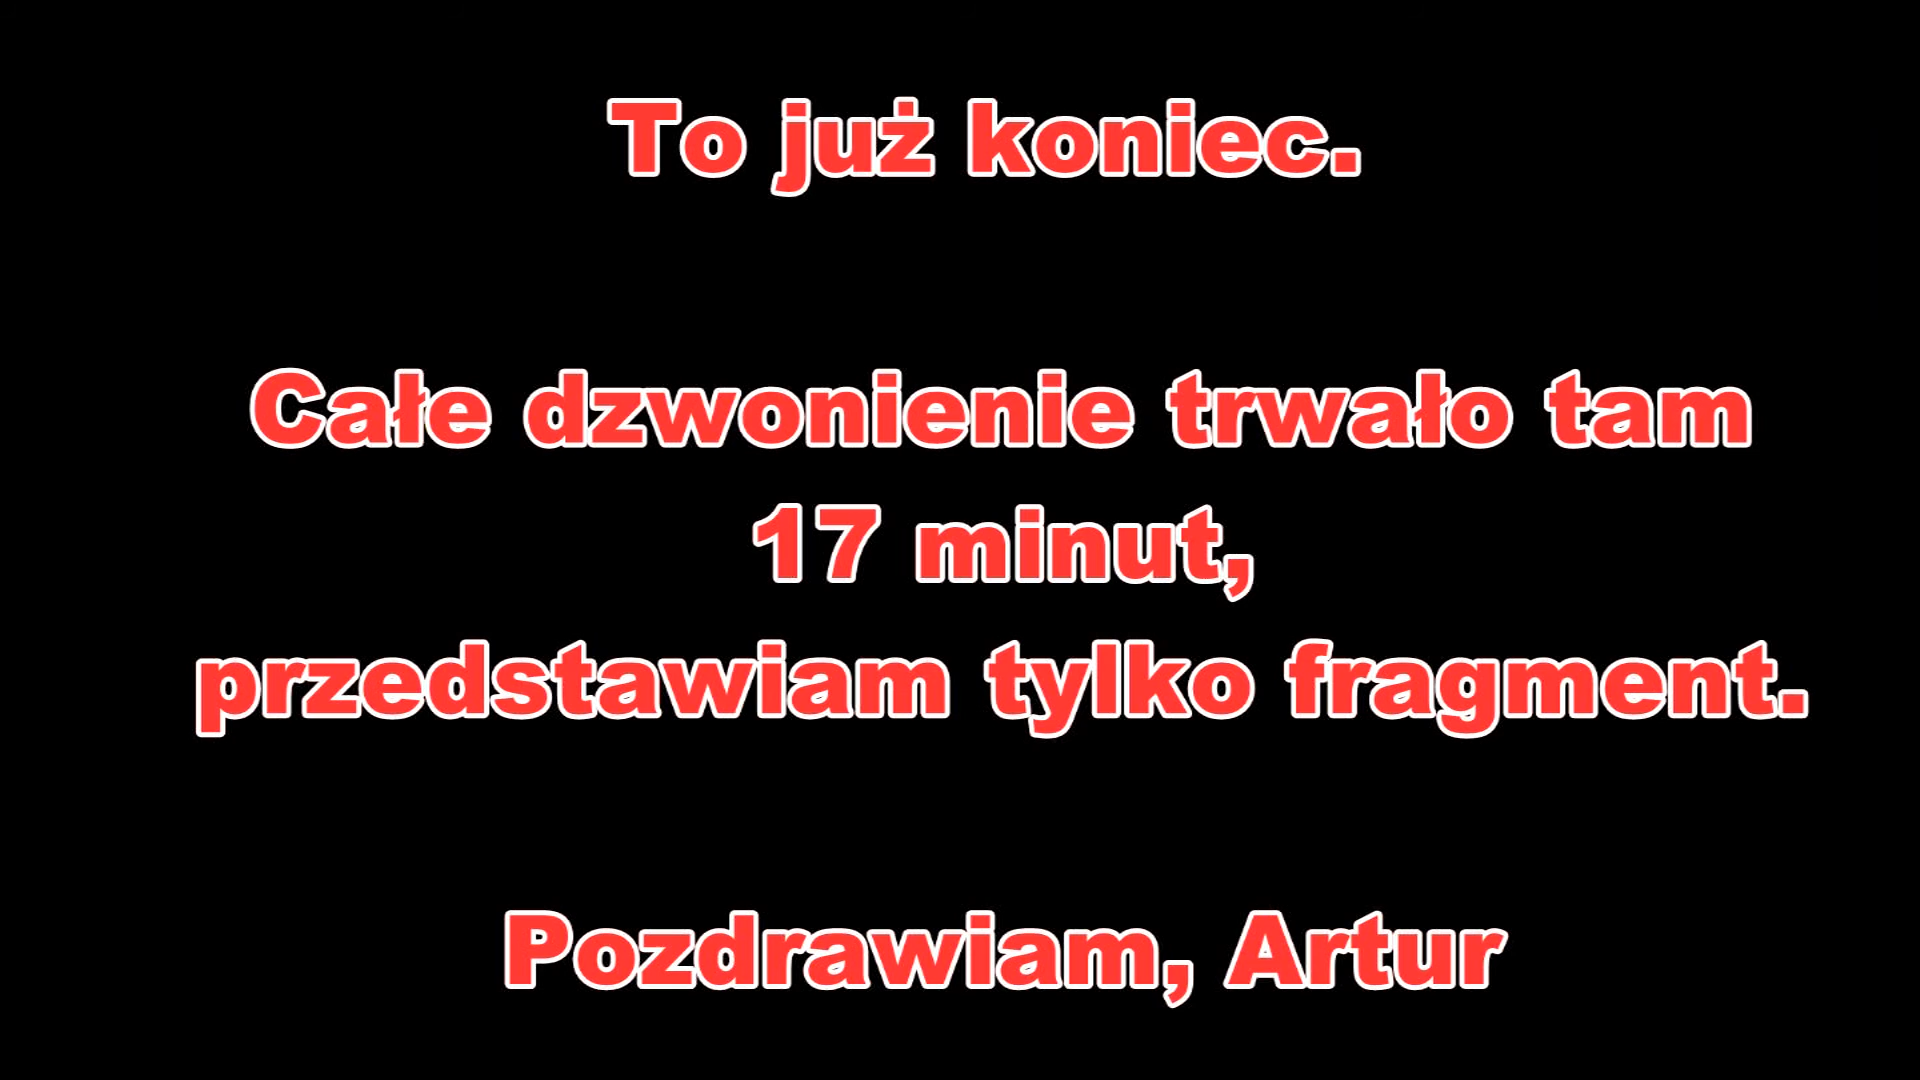 To już koniec.
Całe dzwonienie trwało tam
17 minut,
przedstawiam tylko fragment.
Pozdrawiam, Artur